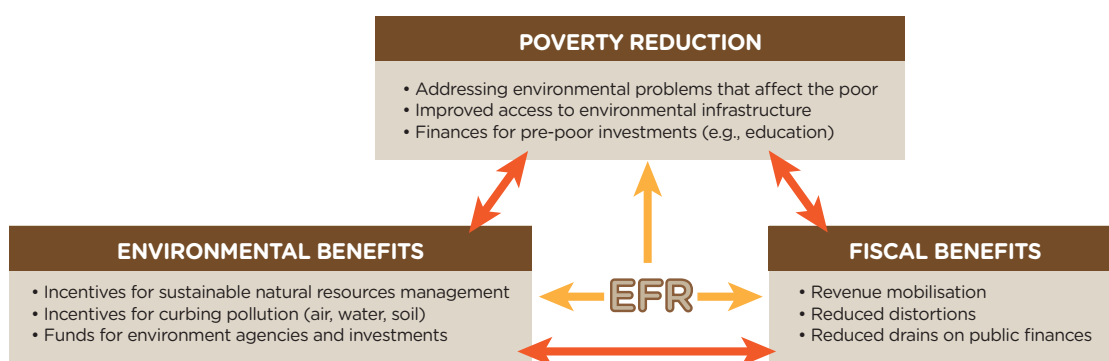 POVERTY REDUCTION
• Addressing environmental problems that affect the poor
• Improved access to environmental infrastructure
• Finances for pre-poor investments (e.g., education)
ENVIRONMENTAL BENEFITS
• Incentives for sustainable natural resources management
• Incentives for curbing pollution (air, water, soil)
• Funds for environment agencies and investments
EFR
FISCAL BENEFITS
• Revenue mobilisation
• Reduced distortions
• Reduced drains on public finances